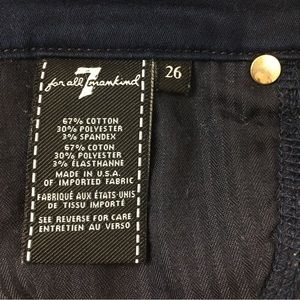 7
for all mankind
26
67% COTTON
30% POLYESTER
3% SPANDEX
67% COTON
30% POLYESTER
3% ÉLASTHANNE
MADE IN U.S.A.
OF IMPORTED FABRIC
FABRIQUÉ AUX ÉTATS-UNIS
DE TISSU IMPORTÉ
SEE REVERSE FOR CARE
ENTRETIEN AU VERSO